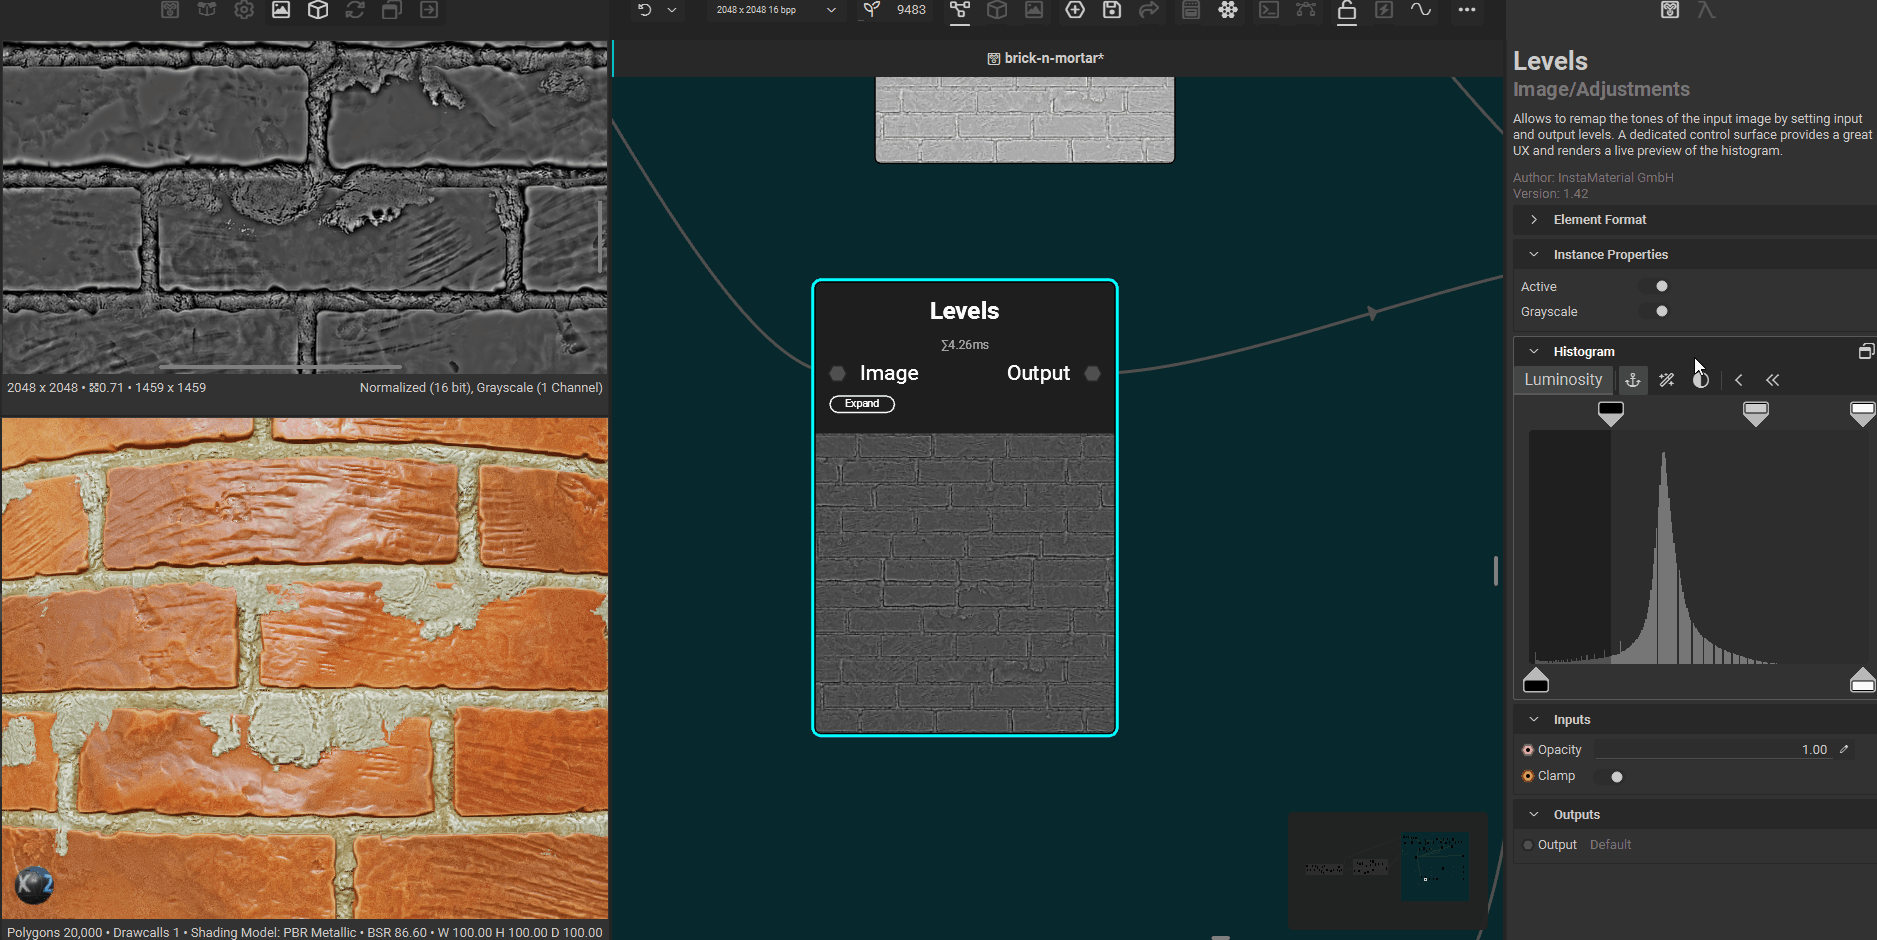 2048 x 2048 16 bpp
9483
brick-n-mortar*
Levels
∑4.26ms
Image
Output
Expand
2048 x 2048 • 0.71 • 1459 x 1459
Normalized (16 bit), Grayscale (1 Channel)
X Z
Polygons 20,000 • Drawcalls 1 • Shading Model: PBR Metallic • BSR 86.60 • W 100.00 H 100.00 D 100.00
Levels
Image/Adjustments
Allows to remap the tones of the input image by setting input
and output levels. A dedicated control surface provides a great
UX and renders a live preview of the histogram.
Author: InstaMaterial GmbH
Version: 1.42
Element Format
Instance Properties
Active
Grayscale
Histogram
Luminosity
Inputs
Opacity 1.00
Clamp
Outputs
Output Default